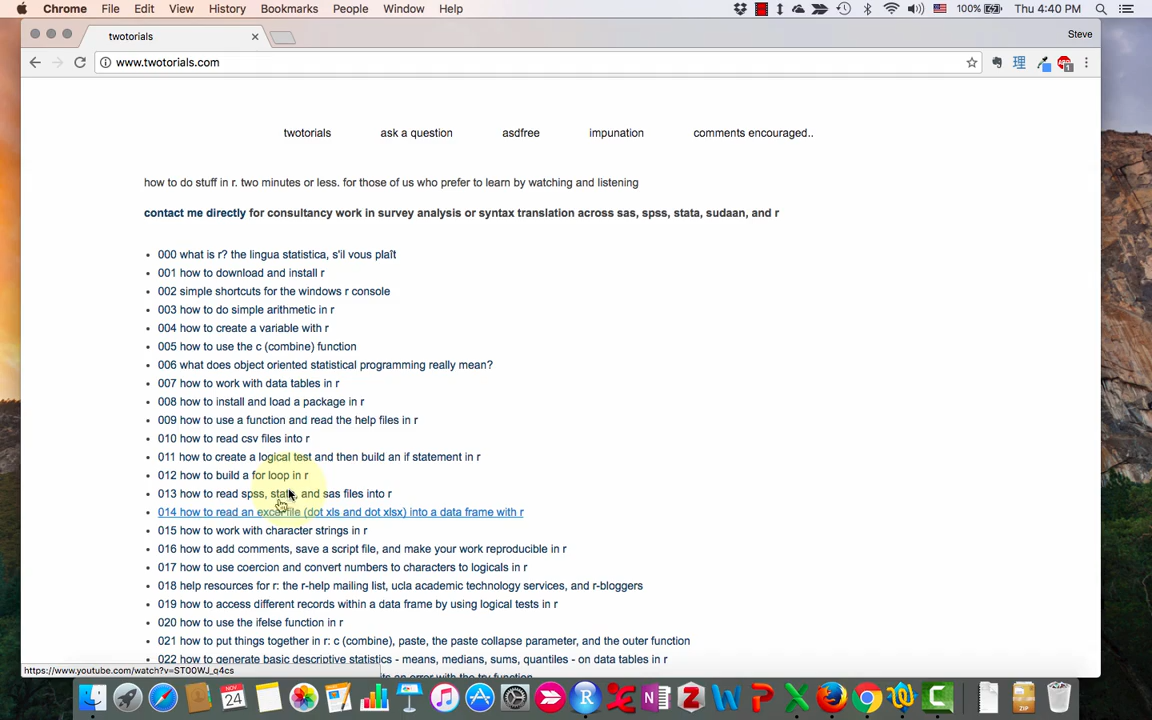 Chrome File Edit View History Bookmarks People Window Help 100% Thu 4:40 PM
twotorials Steve
www.twotorials.com
twotorials ask a question asdfree impunation comments encouraged..
how to do stuff in r. two minutes or less. for those of us who prefer to learn by watching and listening
contact me directly for consultancy work in survey analysis or syntax translation across sas, spss, stata, sudaan, and r
000 what is r? the lingua statistica, s'il vous plaît
001 how to download and install r
002 simple shortcuts for the windows r console
003 how to do simple arithmetic in r
004 how to create a variable with r
005 how to use the c (combine) function
006 what does object oriented statistical programming really mean?
007 how to work with data tables in r
008 how to install and load a package in r
009 how to use a function and read the help files in r
010 how to read csv files into r
011 how to create a logical test and then build an if statement in r
012 how to build a for loop in r
013 how to read spss, stata, and sas files into r
014 how to read an excel file (dot xls and dot xlsx) into a data frame with r
015 how to work with character strings in r
016 how to add comments, save a script file, and make your work reproducible in r
017 how to use coercion and convert numbers to characters to logicals in r
018 help resources for r: the r-help mailing list, ucla academic technology services, and r-bloggers
019 how to access different records within a data frame by using logical tests in r
020 how to use the ifelse function in r
021 how to put things together in r: c (combine), paste, the paste collapse parameter, and the outer function
022 how to generate basic descriptive statistics - means, medians, sums, quantiles - on data tables in r
https://www.youtube.com/watch?v=ST00WJ_q4cs
an error with the try function
NOV
24